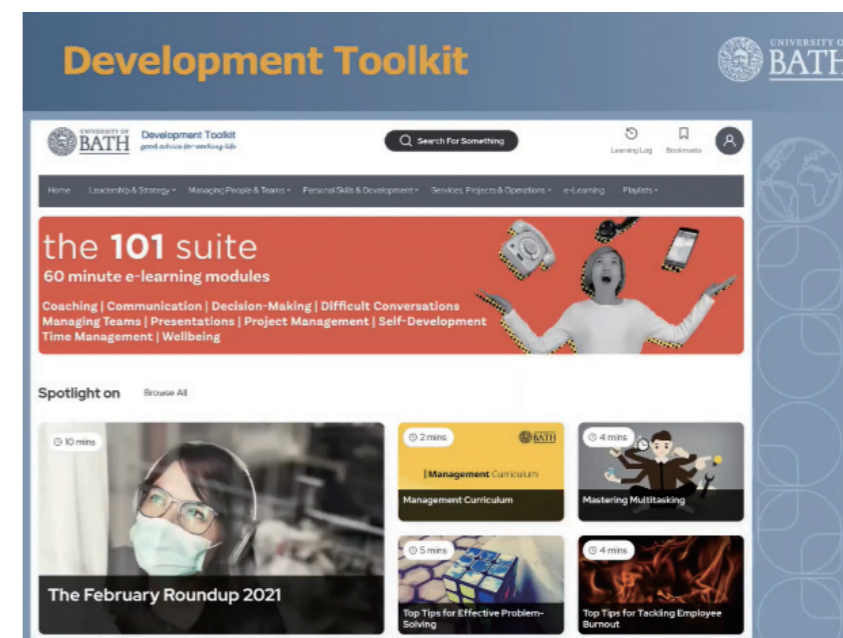 Development Toolkit
UNIVERSITY OF
BATH
UNIVERSITY OF
BATH
Development Toolkit
good advice for working life
Search For Something
Learning Log
Bookmarks
Home
Leadership & Strategy
Managing People & Teams
Personal Skills & Development
Services, Projects & Operations
e-Learning
Playlists
the 101 suite
60 minute e-learning modules
Coaching | Communication | Decision-Making | Difficult Conversations
Managing Teams | Presentations | Project Management | Self-Development
Time Management | Wellbeing
Spotlight on
Browse All
10 mins
The February Roundup 2021
2 mins
BATH
Management Curriculum
Management Curriculum
4 mins
Mastering Multitasking
5 mins
Top Tips for Effective Problem-
Solving
4 mins
Top Tips for Tackling Employee
Burnout